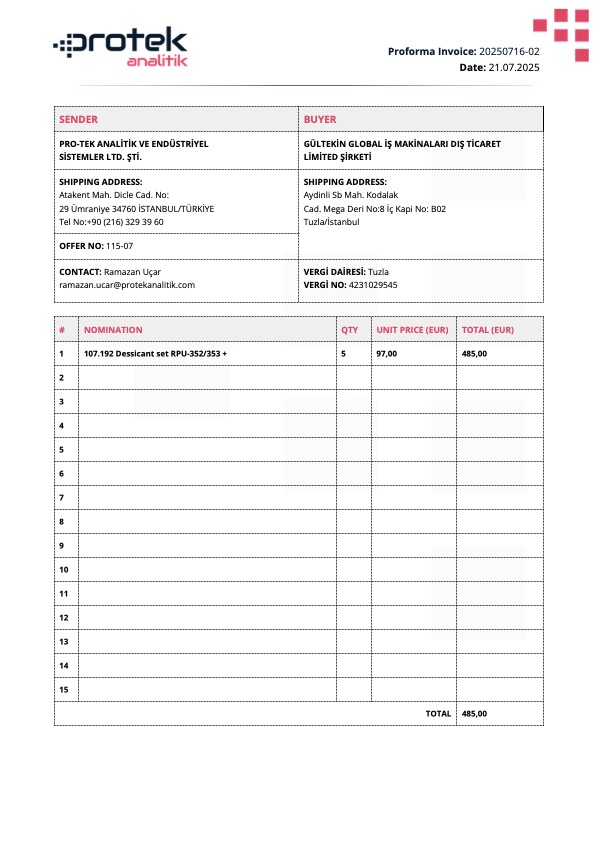 protek
analitik
Proforma Invoice: 20250716-02
Date: 21.07.2025
SENDER
BUYER
PRO-TEK ANALİTİK VE ENDÜSTRİYEL
SİSTEMLER LTD. ŞTİ.
GÜLTEKİN GLOBAL İŞ MAKİNALARI DIŞ TİCARET
LİMİTED ŞİRKETİ
SHIPPING ADDRESS:
Atakent Mah. Dicle Cad. No:
29 Ümraniye 34760 İSTANBUL/TÜRKİYE
Tel No:+90 (216) 329 39 60
SHIPPING ADDRESS:
Aydinli Sb Mah. Kodalak
Cad. Mega Deri No:8 İç Kapi No: B02
Tuzla/İstanbul
OFFER NO: 115-07
CONTACT: Ramazan Uçar
ramazan.ucar@protekanalitik.com
VERGİ DAİRESİ: Tuzla
VERGİ NO: 4231029545
# NOMINATION QTY UNIT PRICE (EUR) TOTAL (EUR)
1 107.192 Dessicant set RPU-352/353 + 5 97,00 485,00
2
3
4
5
6
7
8
9
10
11
12
13
14
15
TOTAL 485,00